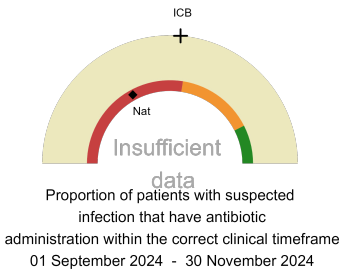 ICB
Nat
Insufficient
data
Proportion of patients with suspected
infection that have antibiotic
administration within the correct clinical timeframe
01 September 2024 - 30 November 2024